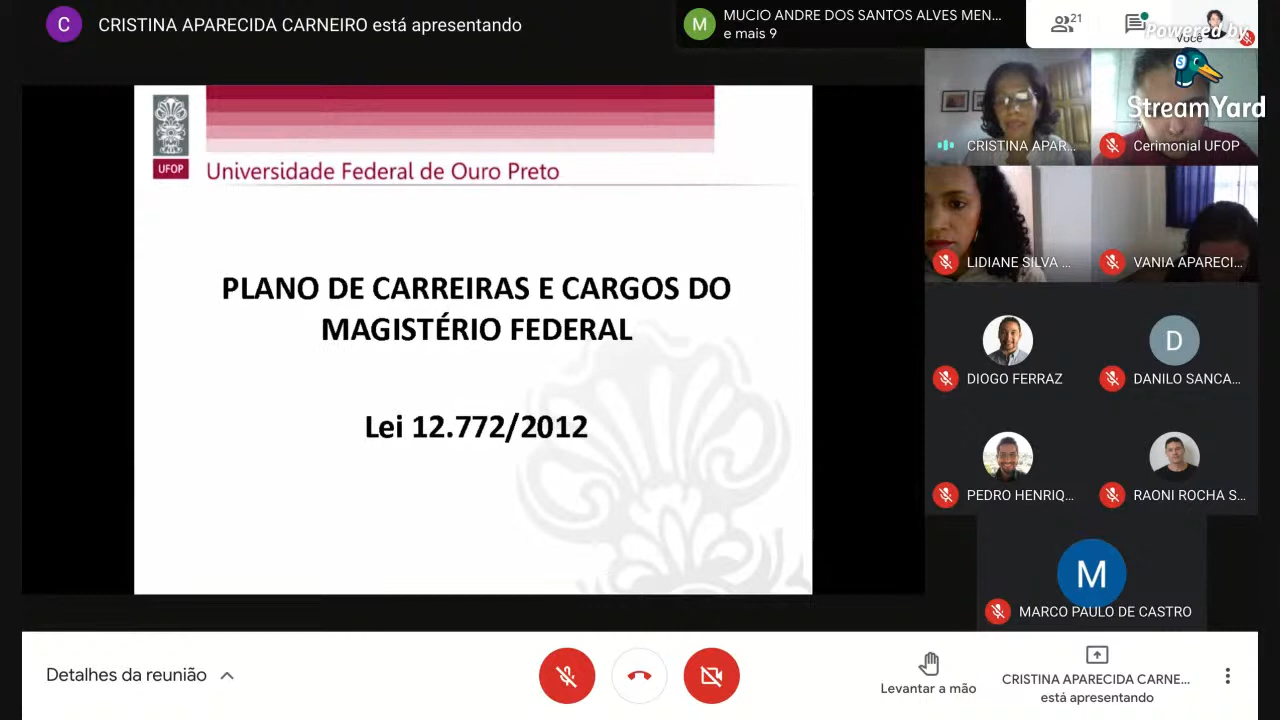 C
CRISTINA APARECIDA CARNEIRO está apresentando
M
MUCIO ANDRE DOS SANTOS ALVES MEN...
e mais 9
21
Você
Powered by
StreamYard
UFOP
Universidade Federal de Ouro Preto
PLANO DE CARREIRAS E CARGOS DO
MAGISTÉRIO FEDERAL
Lei 12.772/2012
CRISTINA APAR...
Cerimonial UFOP
LIDIANE SILVA ...
VANIA APARECI...
DIOGO FERRAZ
D
DANILO SANCA...
PEDRO HENRIQ...
RAONI ROCHA S...
M
MARCO PAULO DE CASTRO
Detalhes da reunião
Levantar a mão
CRISTINA APARECIDA CARNE...
está apresentando